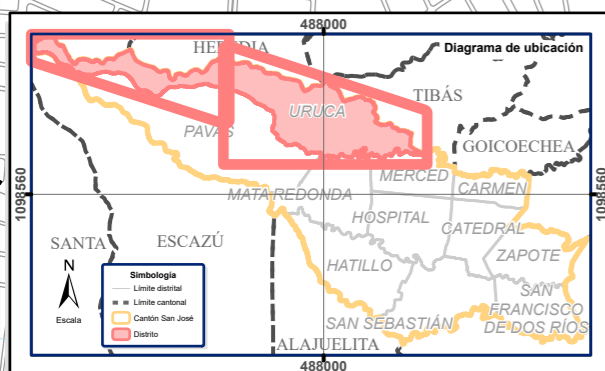 488000
HEREDIA
Diagrama de ubicación
TIBÁS
URUCA
PAVAS
GOICOECHEA
MERCED
CARMEN
1098560
1098560
MATA REDONDA
HOSPITAL
CATEDRAL
SANTA
ESCAZÚ
ZAPOTE
HATILLO
N
Escala
Simbología
Límite distrital
Límite cantonal
Cantón San José
Distrito
SAN
FRANCISCO
DE DOS RÍOS
SAN SEBASTIÁN
ALAJUELITA
488000